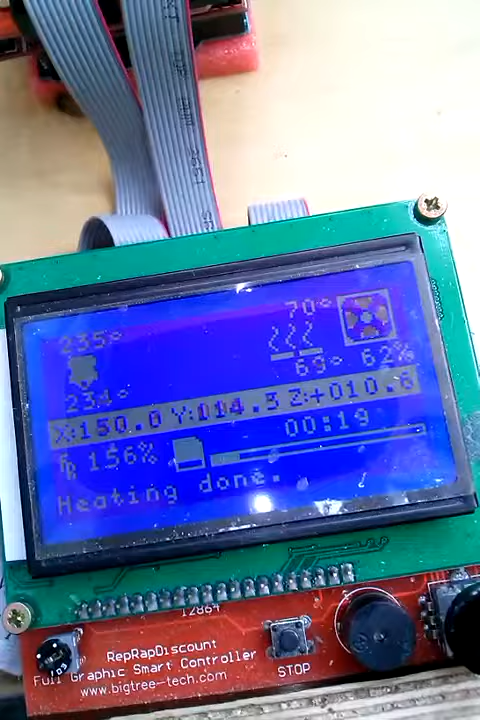 235° 70°
234° 69° 62%
X:150.0 Y:114.3 Z:+010.6
FR 156% 00:19
Heating done.
12864
RepRapDiscount
Full Graphic Smart Controller
www.bigtree-tech.com
STOP